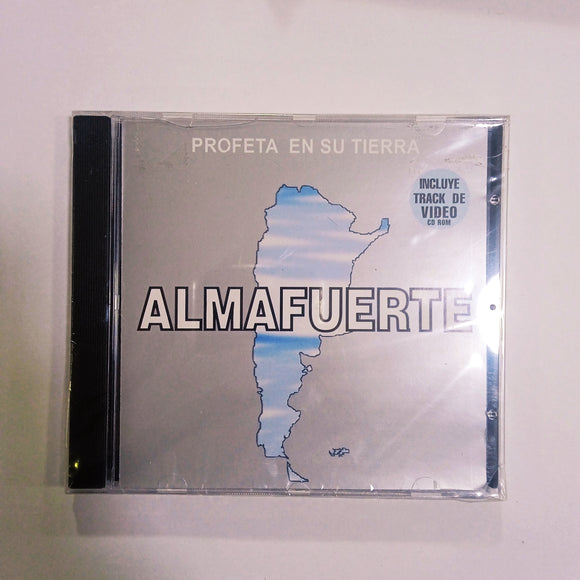 PROFETA EN SU TIERRA
INCLUYE
TRACK DE
VIDEO
CD ROM
ALMAFUERTE